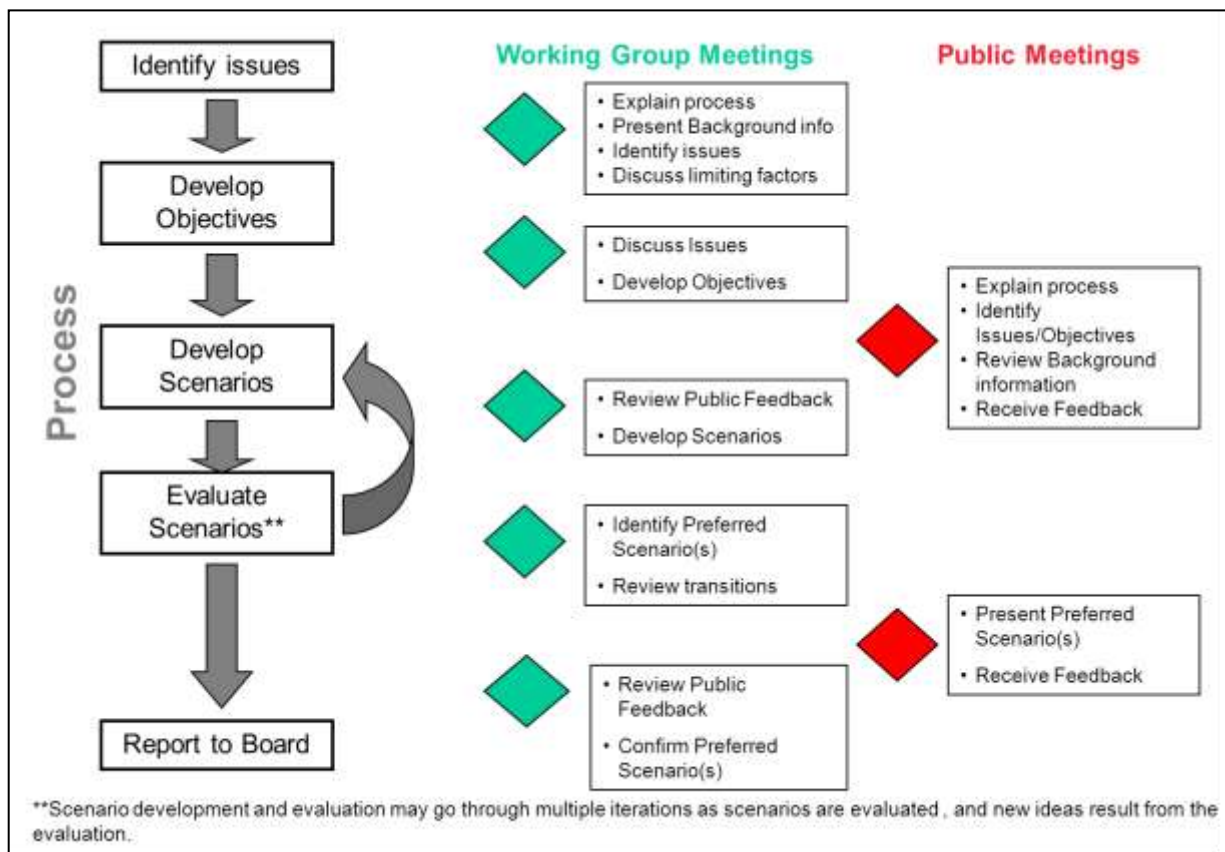 Process
Identify issues
Develop
Objectives
Develop
Scenarios
Evaluate
Scenarios**
Report to Board
Working Group Meetings
• Explain process
• Present Background info
• Identify issues
• Discuss limiting factors
• Discuss Issues
• Develop Objectives
• Review Public Feedback
• Develop Scenarios
• Identify Preferred
Scenario(s)
• Review transitions
• Review Public
Feedback
• Confirm Preferred
Scenario(s)
Public Meetings
• Explain process
• Identify
Issues/Objectives
• Review Background
information
• Receive Feedback
• Present Preferred
Scenario(s)
• Receive Feedback
**Scenario development and evaluation may go through multiple iterations as scenarios are evaluated , and new ideas result from the
evaluation.